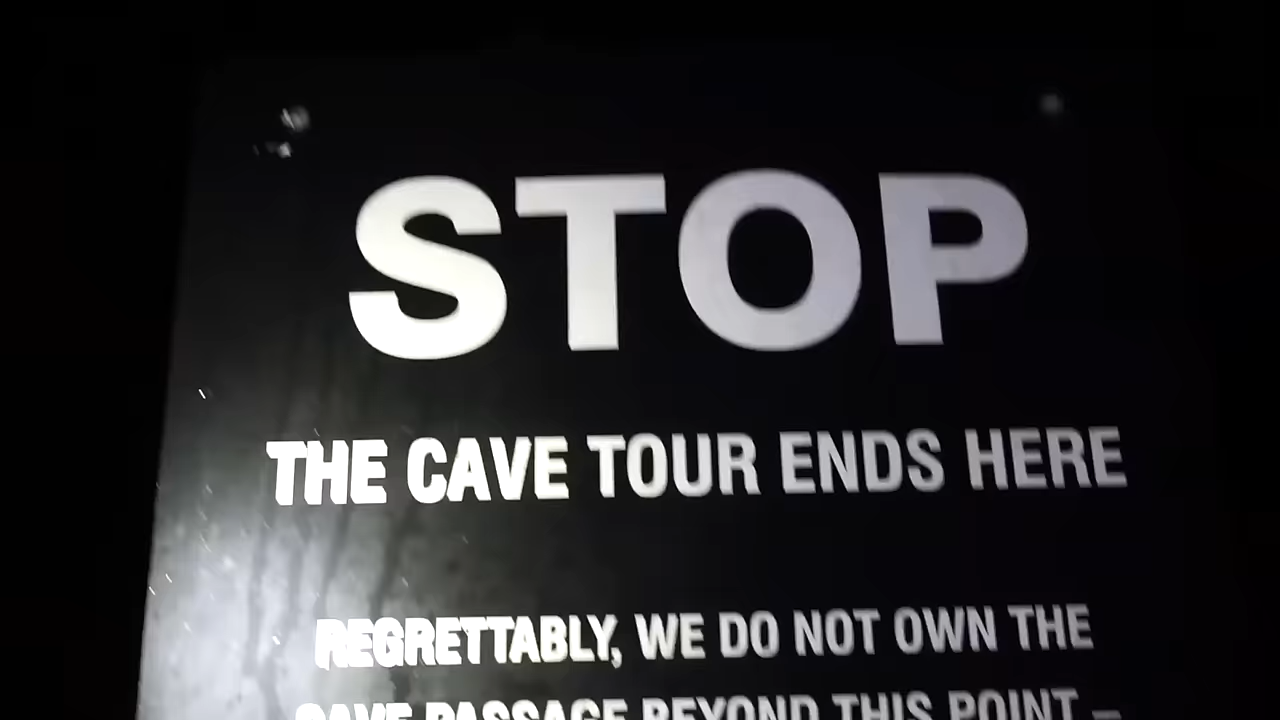 STOP
THE CAVE TOUR ENDS HERE
REGRETTABLY, WE DO NOT OWN THE
CAVE PASSAGE BEYOND THIS POINT –